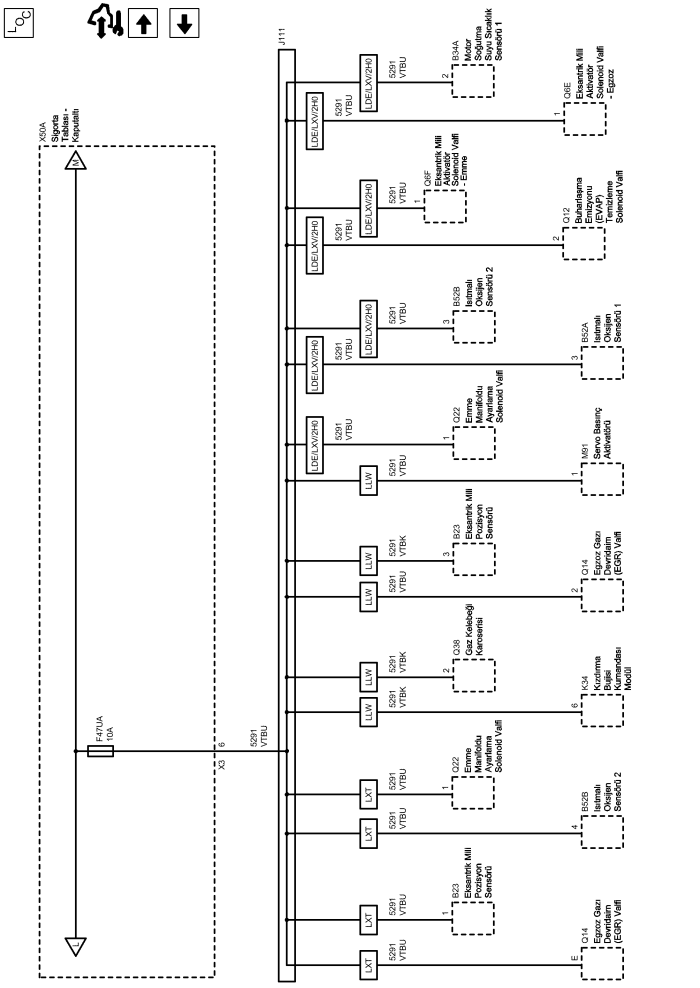 LOC
X50A
Sigorta
Tablası -
Kaputaltı
L
M
F47UA
10A
X3
6
5291
VTBU
J111
LXT
5291
VTBU
E
Q14
Egzoz Gazı
Devridaim
(EGR) Valfi
LXT
5291
VTBU
1
B23
Eksantrik Mili
Pozisyon
Sensörü
LXT
5291
VTBU
4
B52B
Isıtmalı
Oksijen
Sensörü 2
LXT
5291
VTBU
1
Q22
Emme
Manifoldu
Ayarlama
Solenoid Valfi
LLW
5291
VTBK
6
K34
Kızdırma
Bujisi
Kumandası
Modül
LLW
5291
VTBK
2
Q38
Gaz Kelebeği
Karoserisi
LLW
5291
VTBU
2
Q14
Egzoz Gazı
Devridaim
(EGR) Valfi
LLW
5291
VTBK
3
B23
Eksantrik Mili
Pozisyon
Sensörü
LLW
5291
VTBU
1
M91
Servo Basınç
Aktivatörü
LDE/LXV/2H0
5291
VTBU
1
Q22
Emme
Manifoldu
Ayarlama
Solenoid Valfi
LDE/LXV/2H0
5291
VTBU
3
B52A
Isıtmalı
Oksijen
Sensörü 1
LDE/LXV/2H0
5291
VTBU
3
B52B
Isıtmalı
Oksijen
Sensörü 2
LDE/LXV/2H0
5291
VTBU
2
Q12
Buharlaşma
Emizyonu
(EVAP)
Temizleme
Solenoid Valfi
LDE/LXV/2H0
5291
VTBU
1
Q6F
Eksantrik Mili
Aktivatör
Solenoid Valfi
- Emme
LDE/LXV/2H0
5291
VTBU
1
Q6E
Eksantrik Mili
Aktivatör
Solenoid Valfi
- Egzoz
LDE/LXV/2H0
5291
VTBU
2
B34A
Motor
Soğutma
Suyu Sıcaklık
Sensörü 1